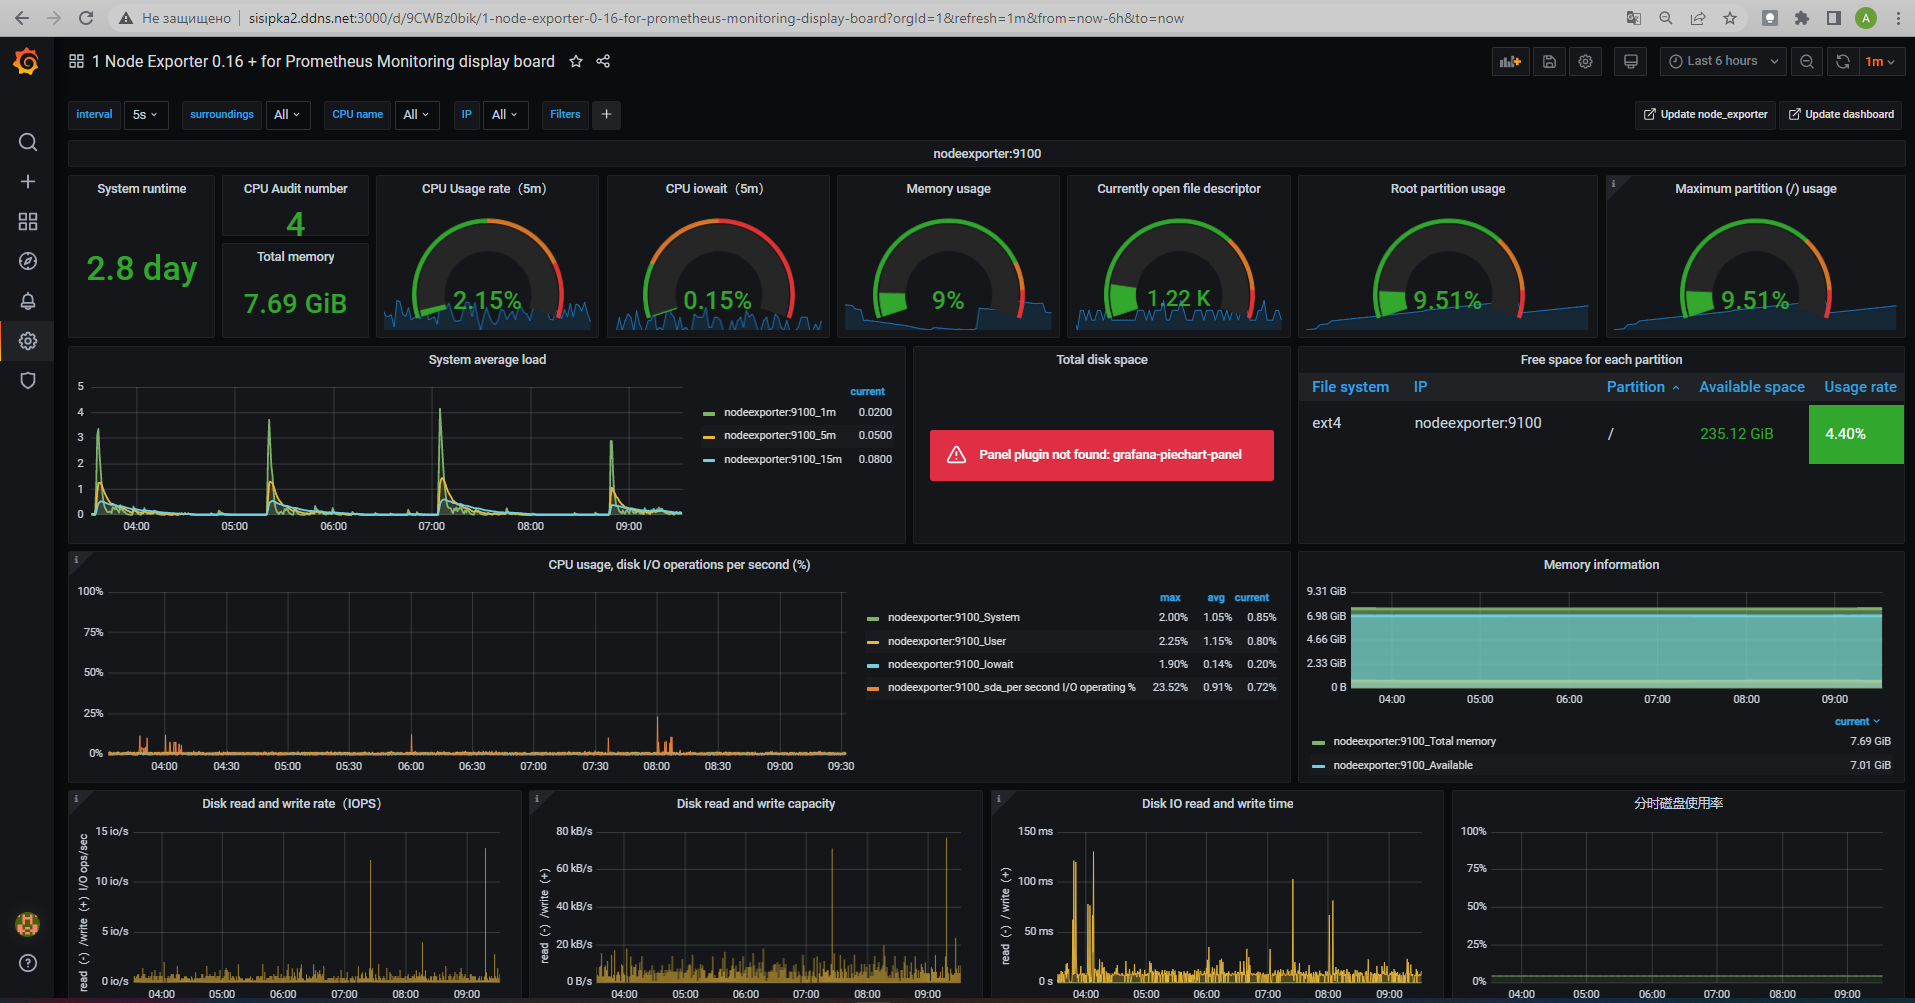 Не защищено | sisipka2.ddns.net:3000/d/9CWBz0bik/1-node-exporter-0-16-for-prometheus-monitoring-display-board?orgId=1&refresh=1m&from=now-6h&to=now A
1 Node Exporter 0.16 + for Prometheus Monitoring display board Last 6 hours 1m
interval 5s surroundings All CPU name All IP All Filters + Update node_exporter Update dashboard
nodeexporter:9100
System runtime
2.8 day
CPU Audit number
4
Total memory
7.69 GiB
CPU Usage rate（5m）
2.15%
CPU iowait（5m）
0.15%
Memory usage
9%
Currently open file descriptor
1.22 K
Root partition usage
9.51%
Maximum partition (/) usage
9.51%
System average load
5
4
3
2
1
0
04:00 05:00 06:00 07:00 08:00 09:00
current
nodeexporter:9100_1m 0.0200
nodeexporter:9100_5m 0.0500
nodeexporter:9100_15m 0.0800
Total disk space
Panel plugin not found: grafana-piechart-panel
Free space for each partition
File system IP Partition Available space Usage rate
ext4 nodeexporter:9100 / 235.12 GiB 4.40%
CPU usage, disk I/O operations per second (%)
100%
75%
50%
25%
0%
04:00 04:30 05:00 05:30 06:00 06:30 07:00 07:30 08:00 08:30 09:00 09:30
max avg current
nodeexporter:9100_System 2.00% 1.05% 0.85%
nodeexporter:9100_User 2.25% 1.15% 0.80%
nodeexporter:9100_Iowait 1.90% 0.14% 0.20%
nodeexporter:9100_sda_per second I/O operating % 23.52% 0.91% 0.72%
Memory information
9.31 GiB
6.98 GiB
4.66 GiB
2.33 GiB
0 B
04:00 05:00 06:00 07:00 08:00 09:00
current
nodeexporter:9100_Total memory 7.69 GiB
nodeexporter:9100_Available 7.01 GiB
Disk read and write rate（IOPS）
read（-）/write（+）I/O ops/sec
15 io/s
10 io/s
5 io/s
0 io/s
04:00 05:00 06:00 07:00 08:00 09:00
Disk read and write capacity
read（-）/write（+）
80 kB/s
60 kB/s
40 kB/s
20 kB/s
0 B/s
04:00 05:00 06:00 07:00 08:00 09:00
Disk IO read and write time
read（-）/ write（+）
150 ms
100 ms
50 ms
0 s
04:00 05:00 06:00 07:00 08:00 09:00
分时磁盘使用率
100%
75%
50%
25%
0%
04:00 05:00 06:00 07:00 08:00 09:00